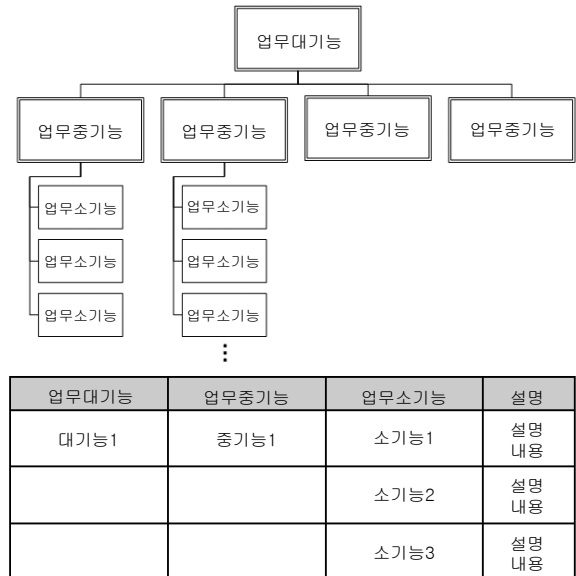 업무대기능
업무중기능 업무중기능 업무중기능 업무중기능
업무소기능 업무소기능
업무소기능 업무소기능
업무소기능 업무소기능
업무대기능 업무중기능 업무소기능 설명
대기능1 중기능1 소기능1 설명
내용
소기능2 설명
내용
소기능3 설명
내용